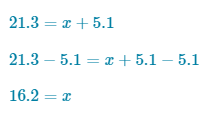 21.3 = x + 5.1
21.3 − 5.1 = x + 5.1 − 5.1
16.2 = x